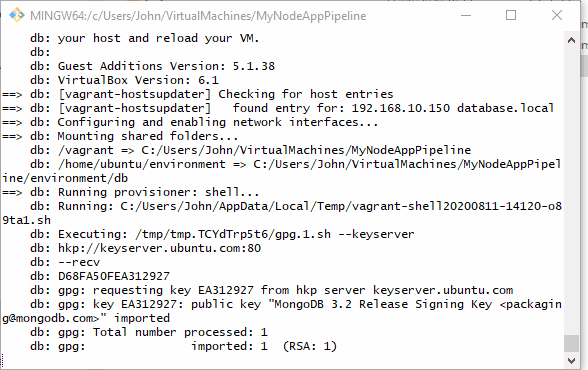 MINGW64:/c/Users/John/VirtualMachines/MyNodeAppPipeline
db: your host and reload your VM.
db:
db: Guest Additions Version: 5.1.38
db: VirtualBox Version: 6.1
==> db: [vagrant-hostsupdater] Checking for host entries
==> db: [vagrant-hostsupdater]   found entry for: 192.168.10.150 database.local
==> db: Configuring and enabling network interfaces...
==> db: Mounting shared folders...
db: /vagrant => C:/Users/John/VirtualMachines/MyNodeAppPipeline
db: /home/ubuntu/environment => C:/Users/John/VirtualMachines/MyNodeAppPipel
ine/environment/db
==> db: Running provisioner: shell...
db: Running: C:/Users/John/AppData/Local/Temp/vagrant-shell20200811-14120-o8
9ta1.sh
db: Executing: /tmp/tmp.TCYdTrp5t6/gpg.1.sh --keyserver
db: hkp://keyserver.ubuntu.com:80
db: --recv
db: D68FA50FEA312927
db: gpg: requesting key EA312927 from hkp server keyserver.ubuntu.com
db: gpg: key EA312927: public key "MongoDB 3.2 Release Signing Key <packagin
g@mongodb.com>" imported
db: gpg: Total number processed: 1
db: gpg:               imported: 1  (RSA: 1)